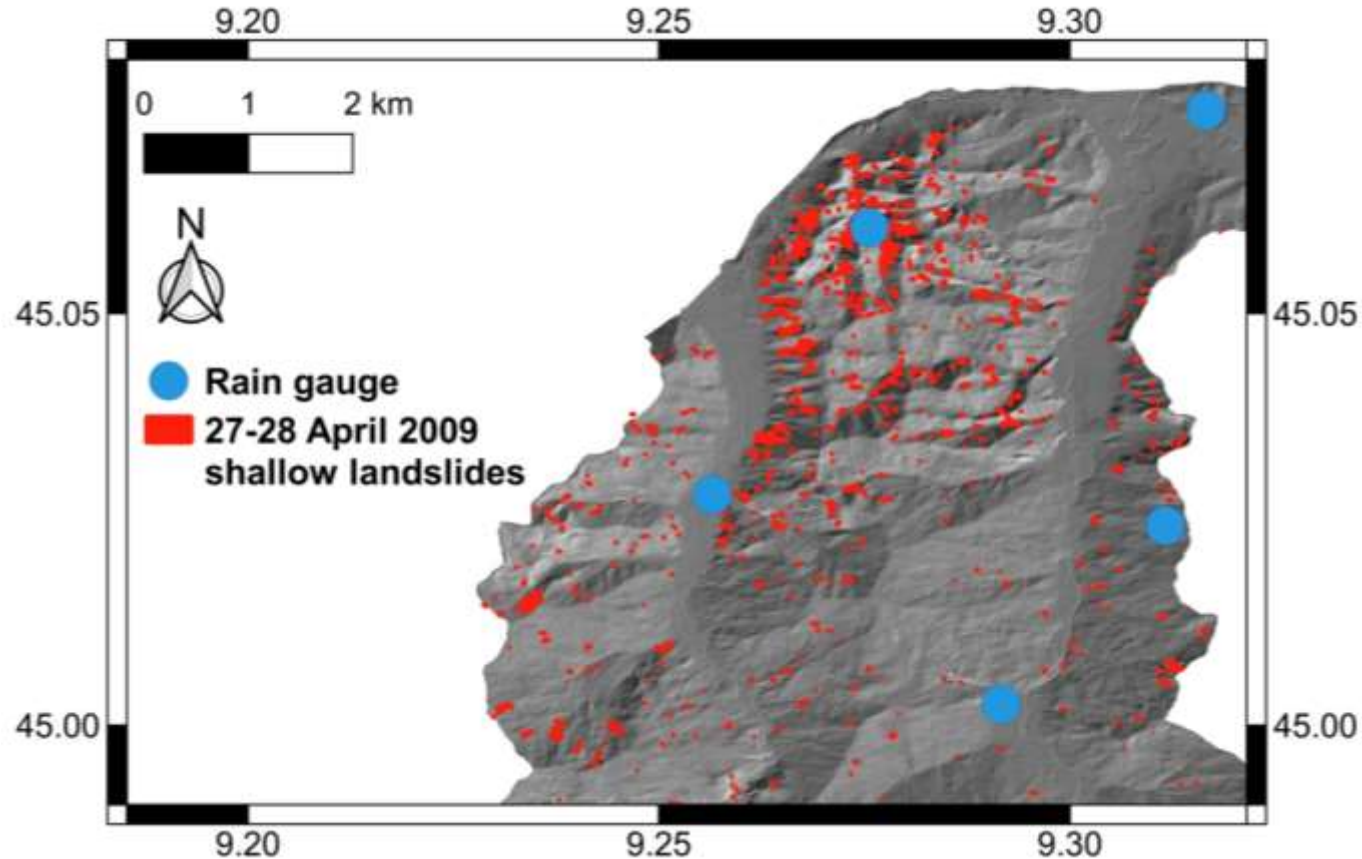 9.20 9.25 9.30
0 1 2 km
N
45.05 45.05
Rain gauge
27-28 April 2009
shallow landslides
45.00 45.00
9.20 9.25 9.30